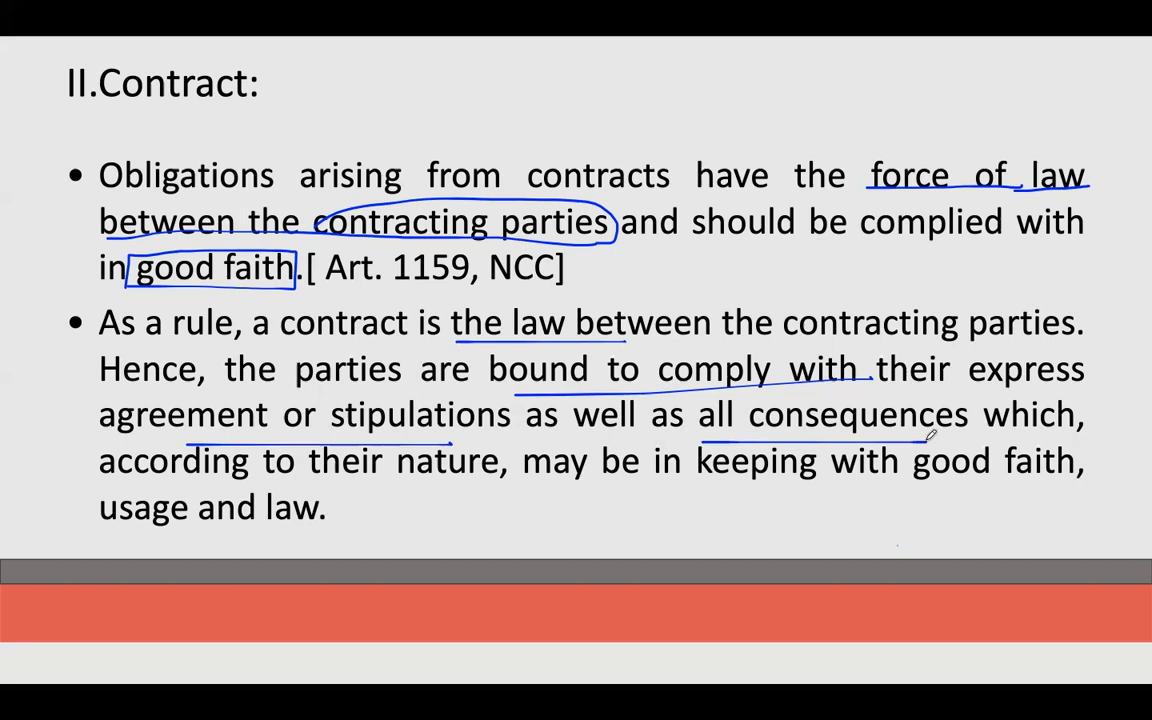 II.Contract:
• Obligations arising from contracts have the force of law
between the contracting parties and should be complied with
in good faith.[ Art. 1159, NCC]
• As a rule, a contract is the law between the contracting parties.
Hence, the parties are bound to comply with their express
agreement or stipulations as well as all consequences which,
according to their nature, may be in keeping with good faith,
usage and law.